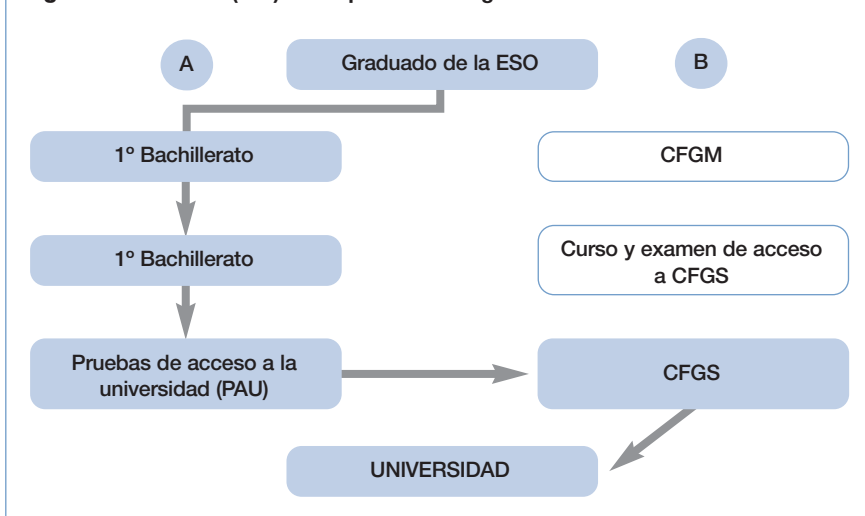 A
Graduado de la ESO
B
1º Bachillerato
CFGM
1º Bachillerato
Curso y examen de acceso
a CFGS
Pruebas de acceso a la
universidad (PAU)
CFGS
UNIVERSIDAD